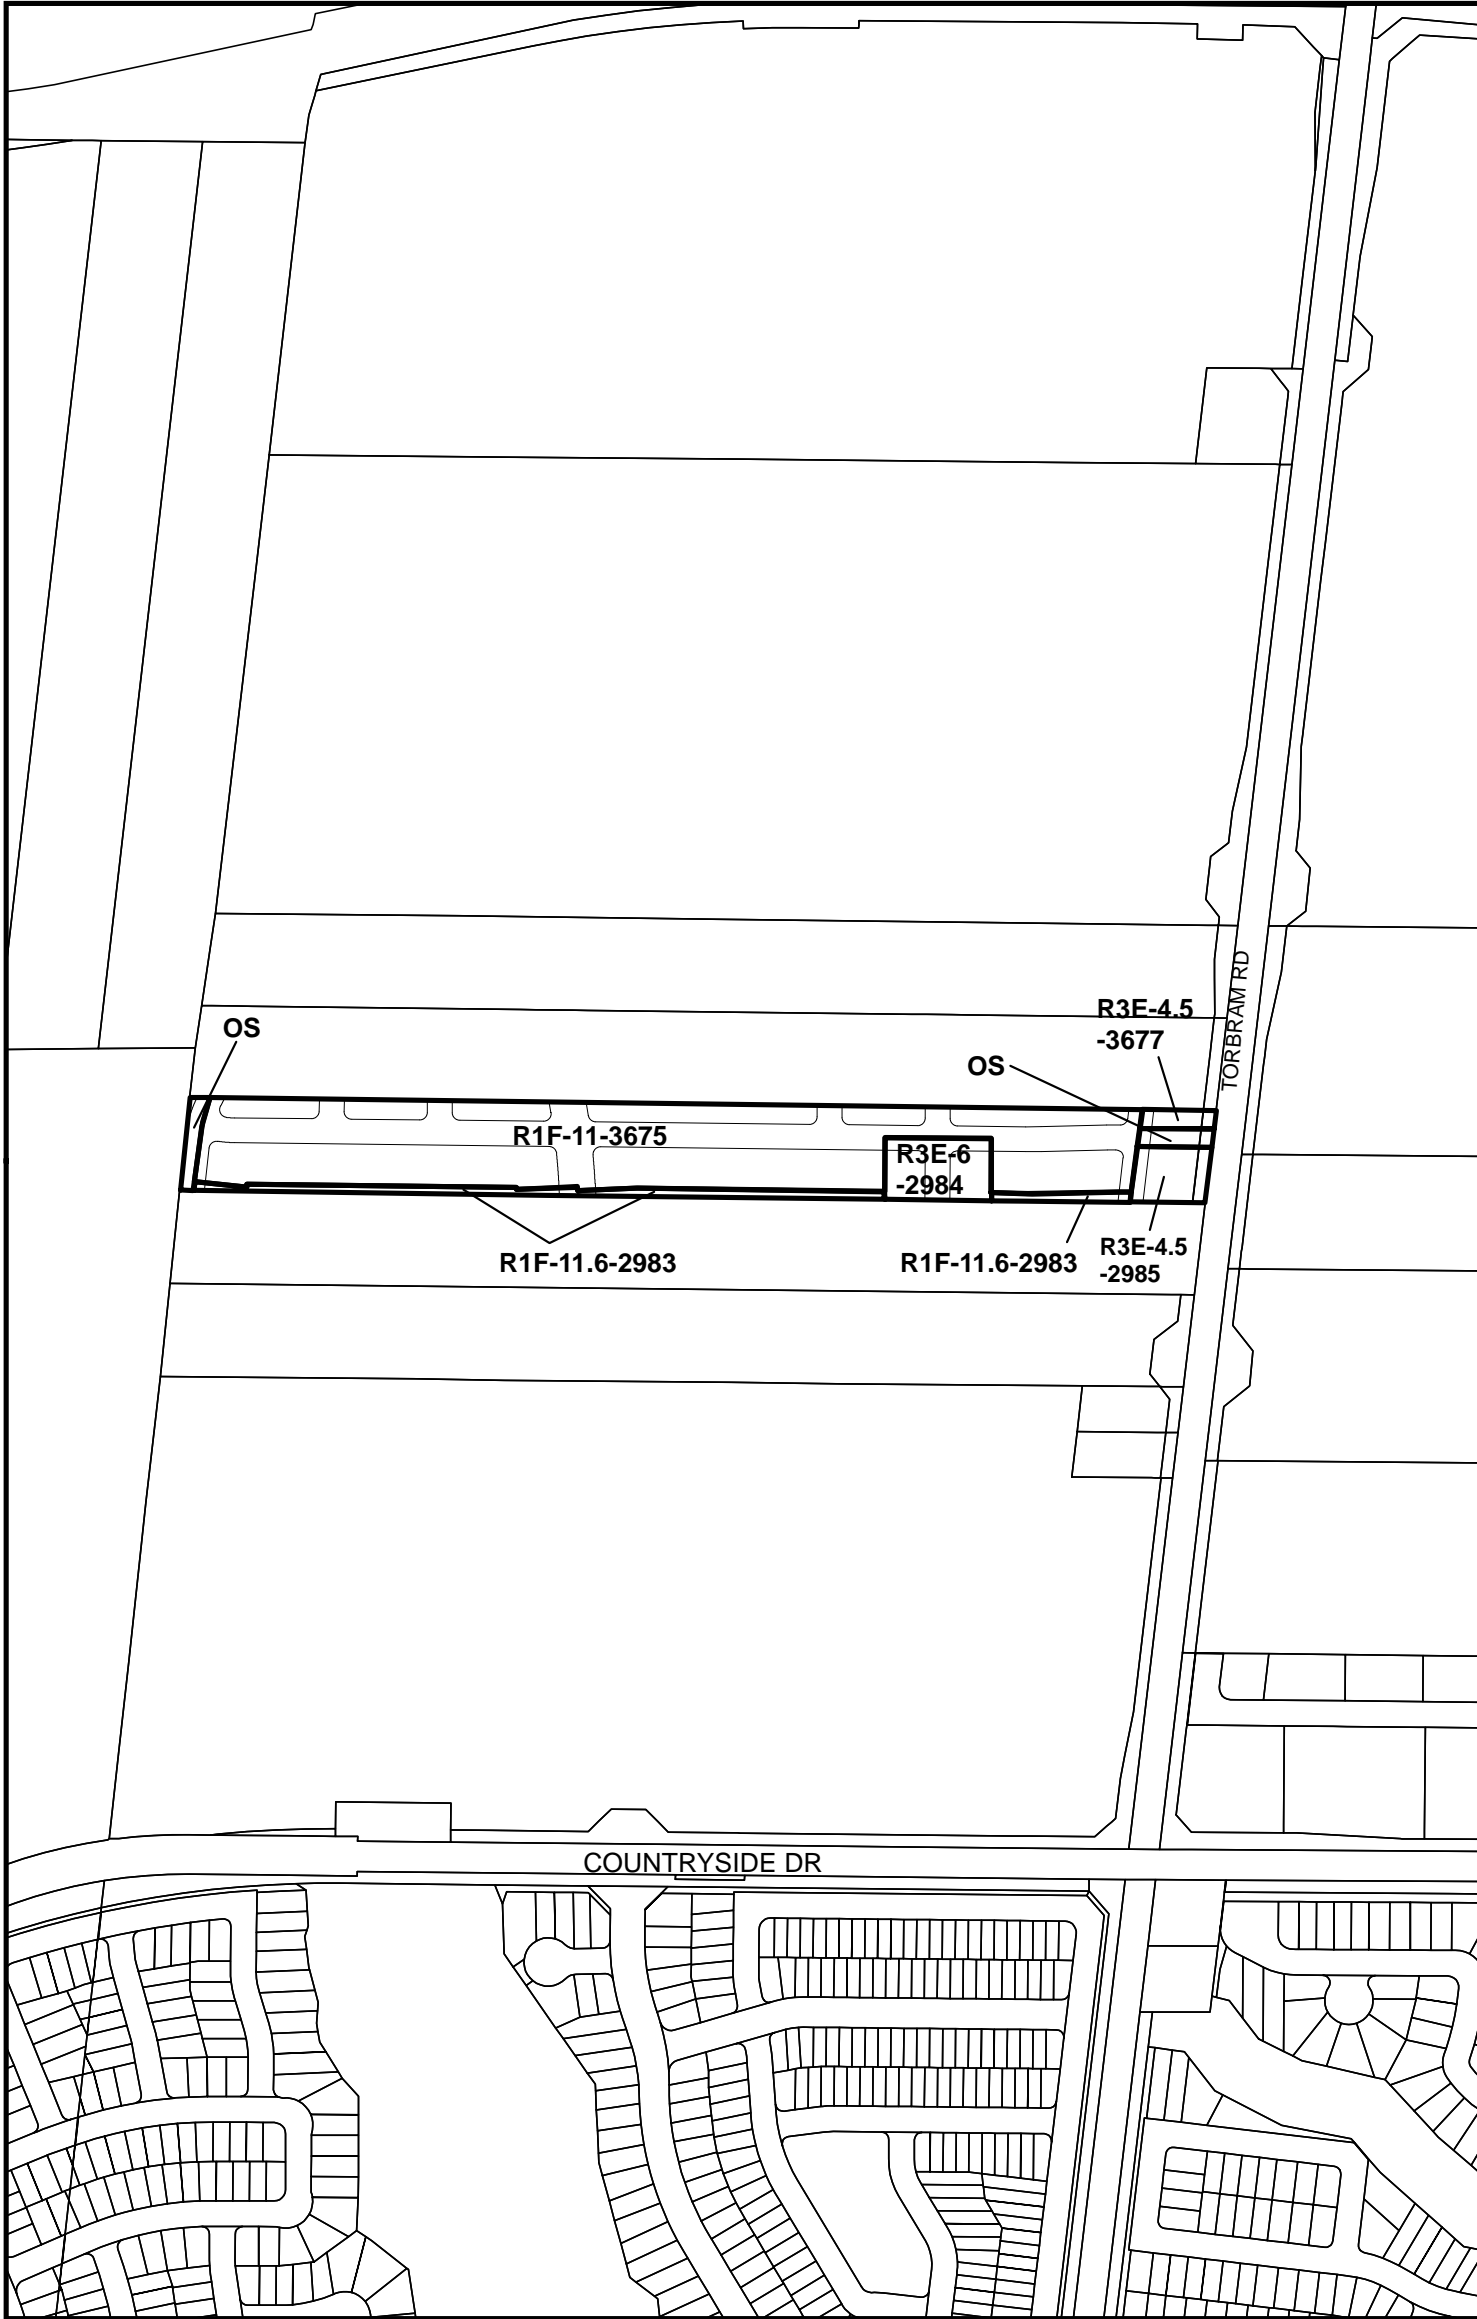 TORBRAM RD
R3E-4.5
-3677
OS
OS
R1F-11-3675
R3E-6
-2984
R1F-11.6-2983
R1F-11.6-2983
R3E-4.5
-2985
COUNTRYSIDE DR